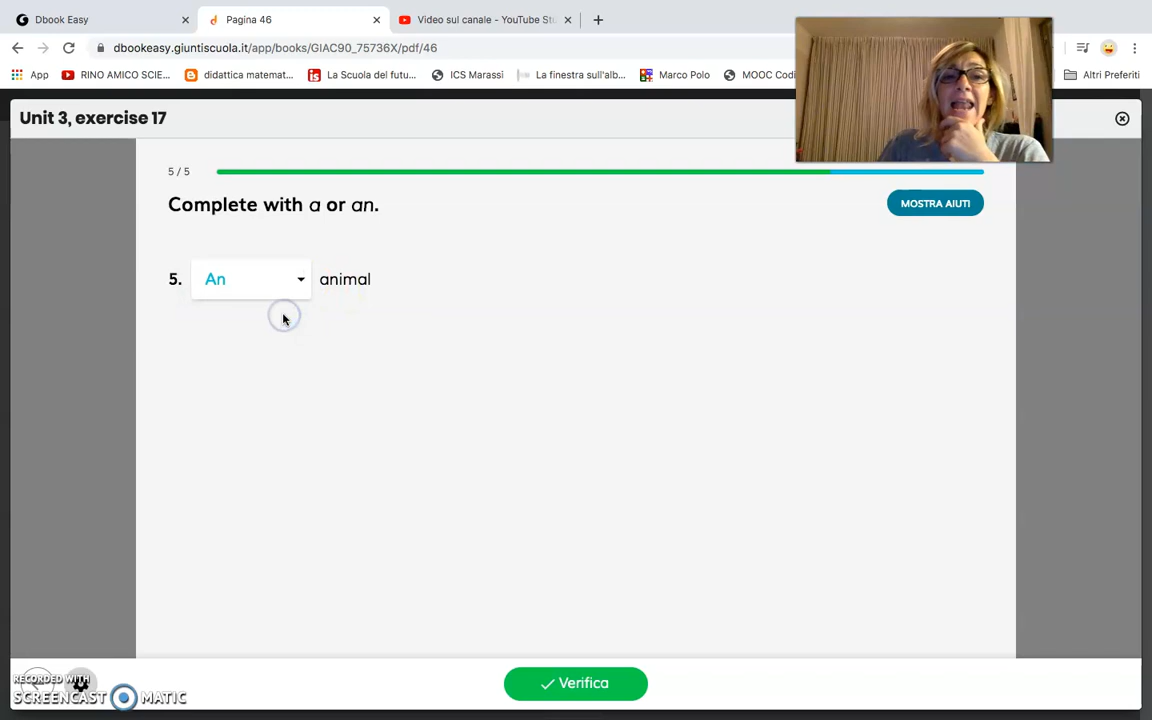 Dbook Easy
Pagina 46
Video sul canale - YouTube Stu
dbookeasy.giuntiscuola.it/app/books/GIAC90_75736X/pdf/46
App
RINO AMICO SCIE...
didattica matemat...
La Scuola del futu...
ICS Marassi
La finestra sull'alb...
Marco Polo
MOOC Codi
Altri Preferiti
Unit 3, exercise 17
5 / 5
Complete with a or an.
MOSTRA AIUTI
5. An animal
Verifica
RECORDED WITH
SCREENCAST MATIC